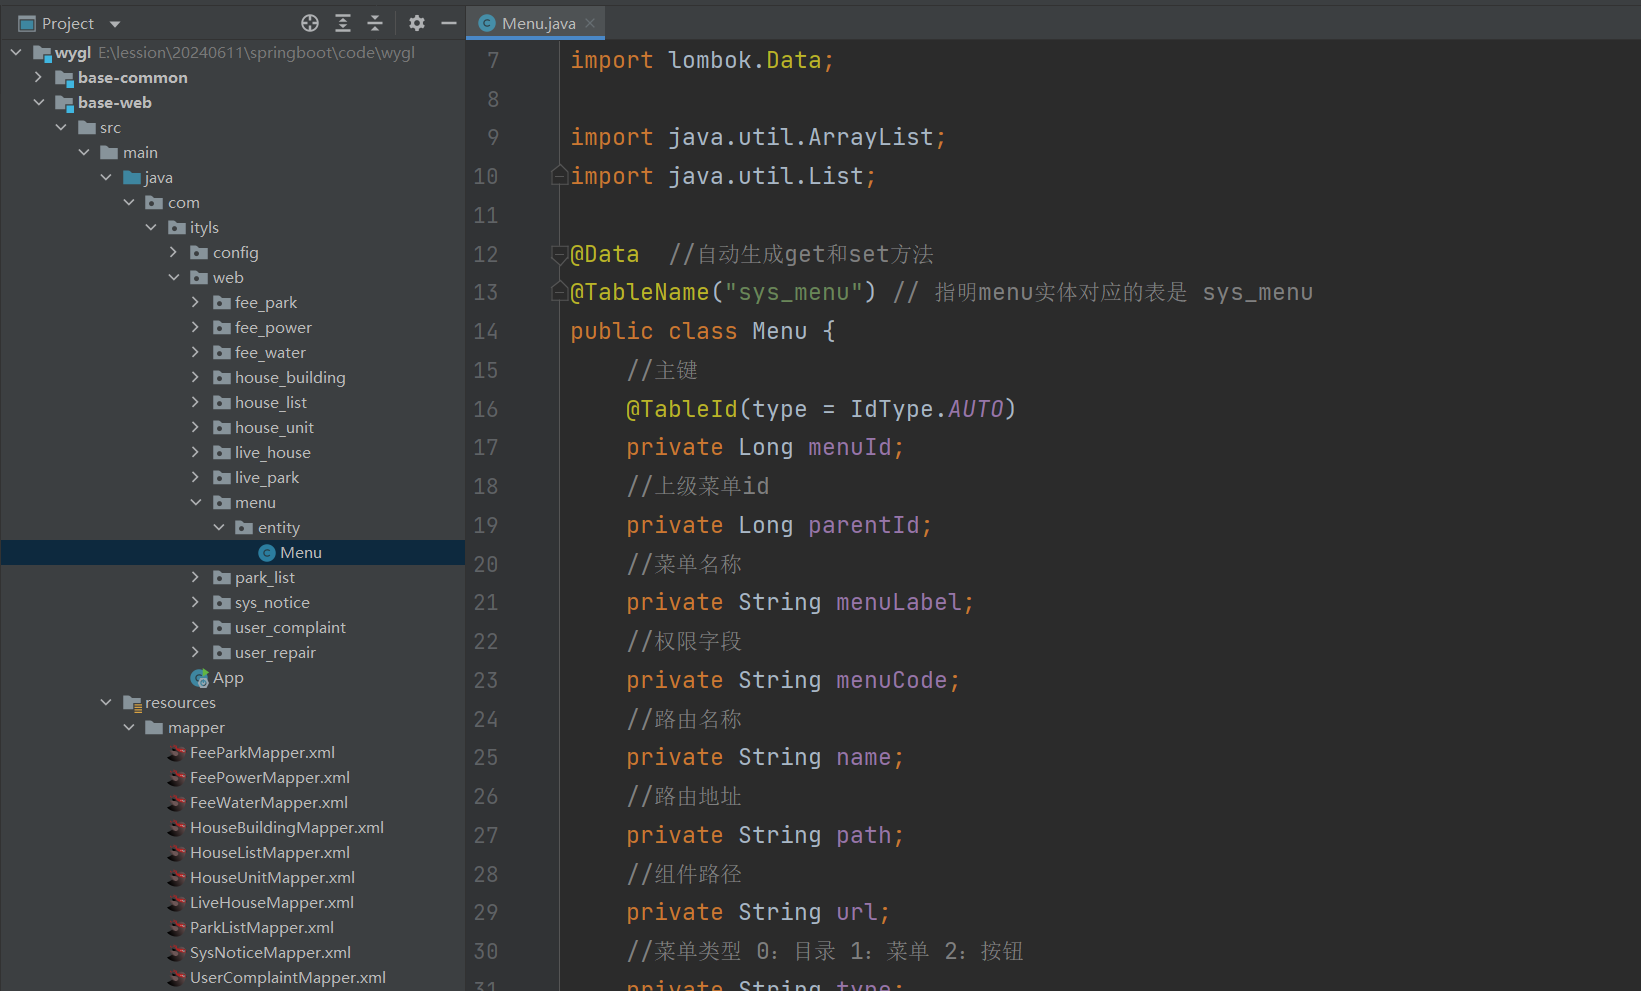 Project
wygl E:\lession\20240611\springboot\code\wygl
base-common
base-web
src
main
java
com
ityls
config
web
fee_park
fee_power
fee_water
house_building
house_list
house_unit
live_house
live_park
menu
entity
Menu
park_list
sys_notice
user_complaint
user_repair
App
resources
mapper
FeeParkMapper.xml
FeePowerMapper.xml
FeeWaterMapper.xml
HouseBuildingMapper.xml
HouseListMapper.xml
HouseUnitMapper.xml
LiveHouseMapper.xml
ParkListMapper.xml
SysNoticeMapper.xml
UserComplaintMapper.xml
Menu.java
7 import lombok.Data;
8
9 import java.util.ArrayList;
10 import java.util.List;
11
12 @Data //自动生成get和set方法
13 @TableName("sys_menu") // 指明menu实体对应的表是 sys_menu
14 public class Menu {
15 //主键
16 @TableId(type = IdType.AUTO)
17 private Long menuId;
18 //上级菜单id
19 private Long parentId;
20 //菜单名称
21 private String menuLabel;
22 //权限字段
23 private String menuCode;
24 //路由名称
25 private String name;
26 //路由地址
27 private String path;
28 //组件路径
29 private String url;
30 //菜单类型 0：目录 1：菜单 2：按钮
31 private String type;